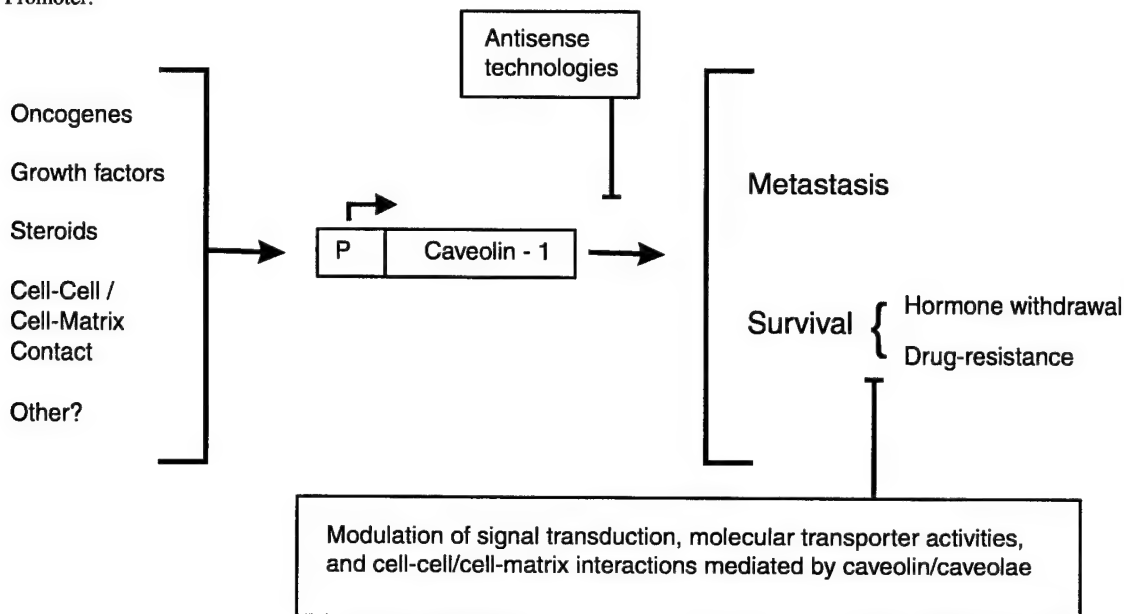 Promoter.
Antisense
technologies
Oncogenes
Growth factors
Steroids
Cell-Cell /
Cell-Matrix
Contact
Other?
P
Caveolin - 1
Metastasis
Survival {
Hormone withdrawal
Drug-resistance
Modulation of signal transduction, molecular transporter activities,
and cell-cell/cell-matrix interactions mediated by caveolin/caveolae